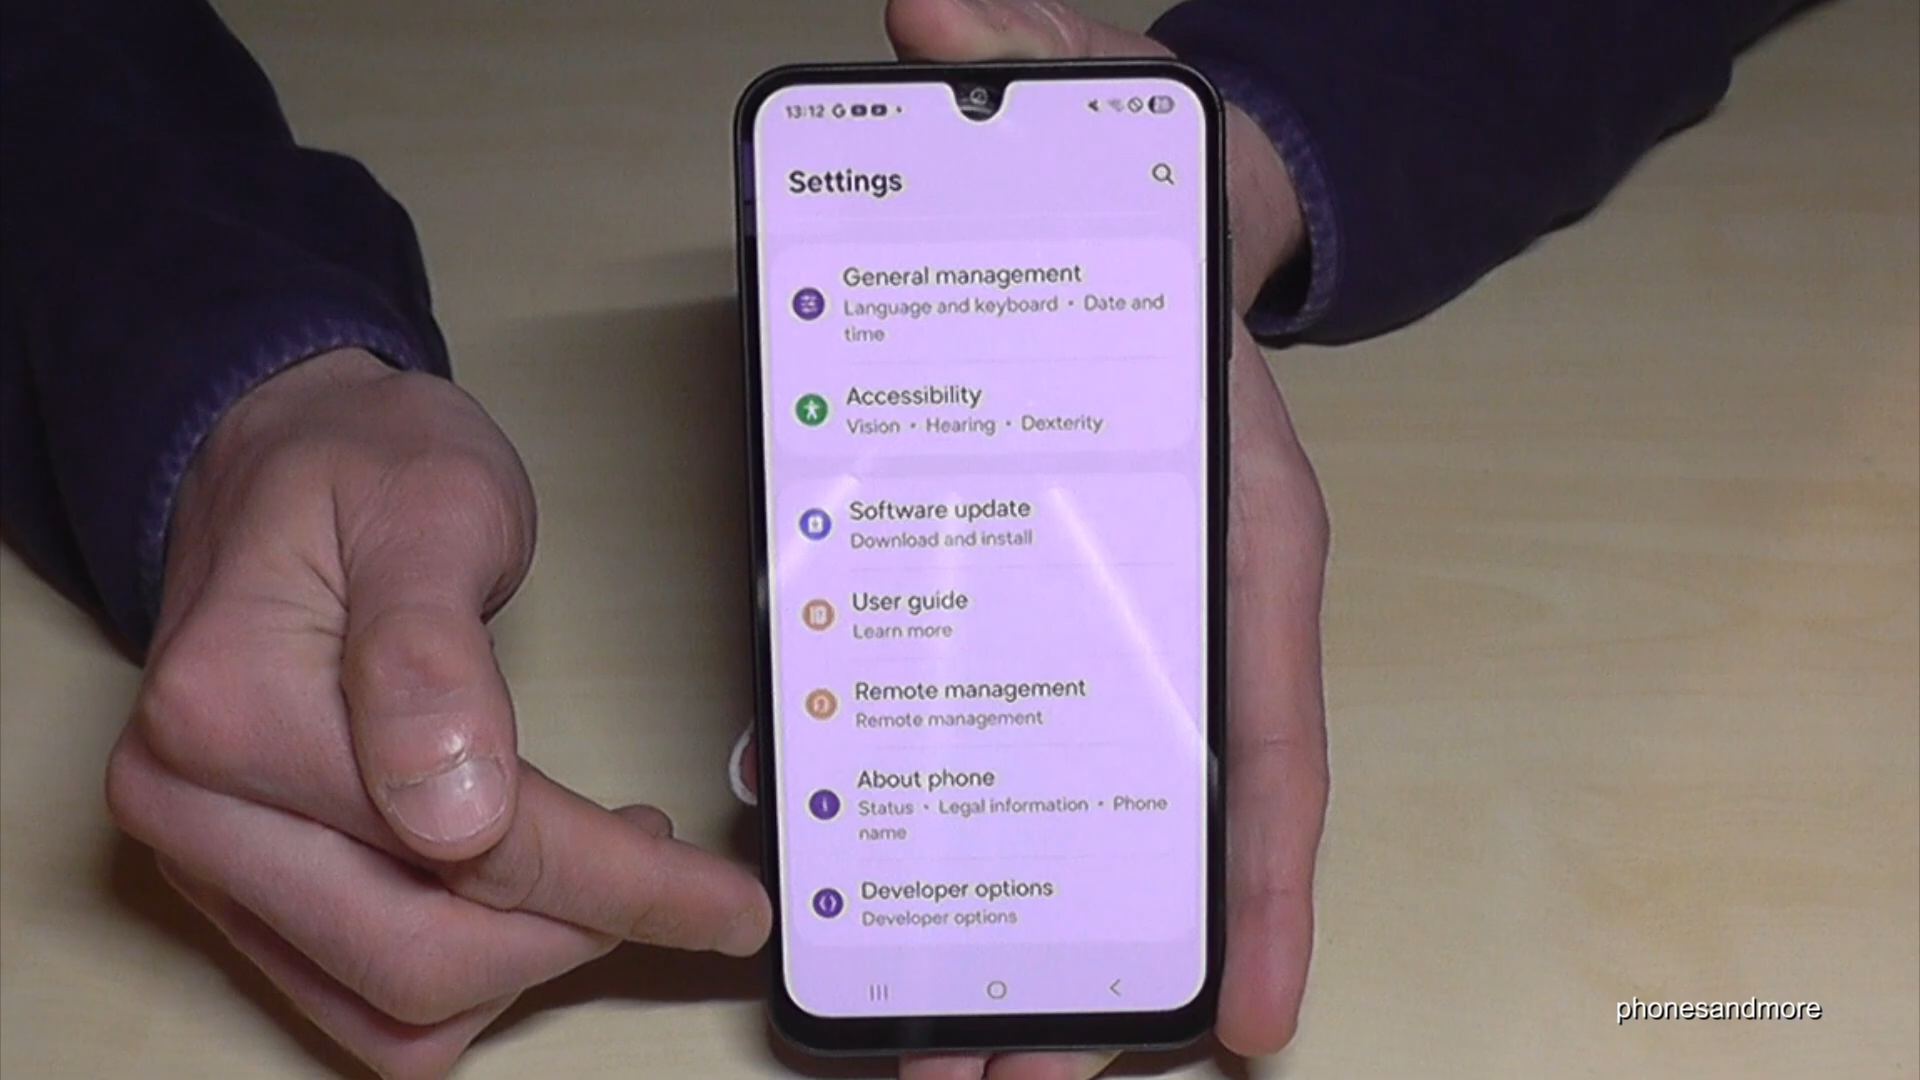 13:12
Settings
General management
Language and keyboard • Date and
time
Accessibility
Vision • Hearing • Dexterity
Software update
Download and install
User guide
Learn more
Remote management
Remote management
About phone
Status • Legal information • Phone
name
Developer options
Developer options
phonesandmore